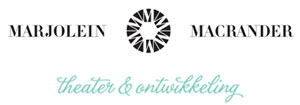 MARJOLEIN MACRANDER
theater & ontwikkeling